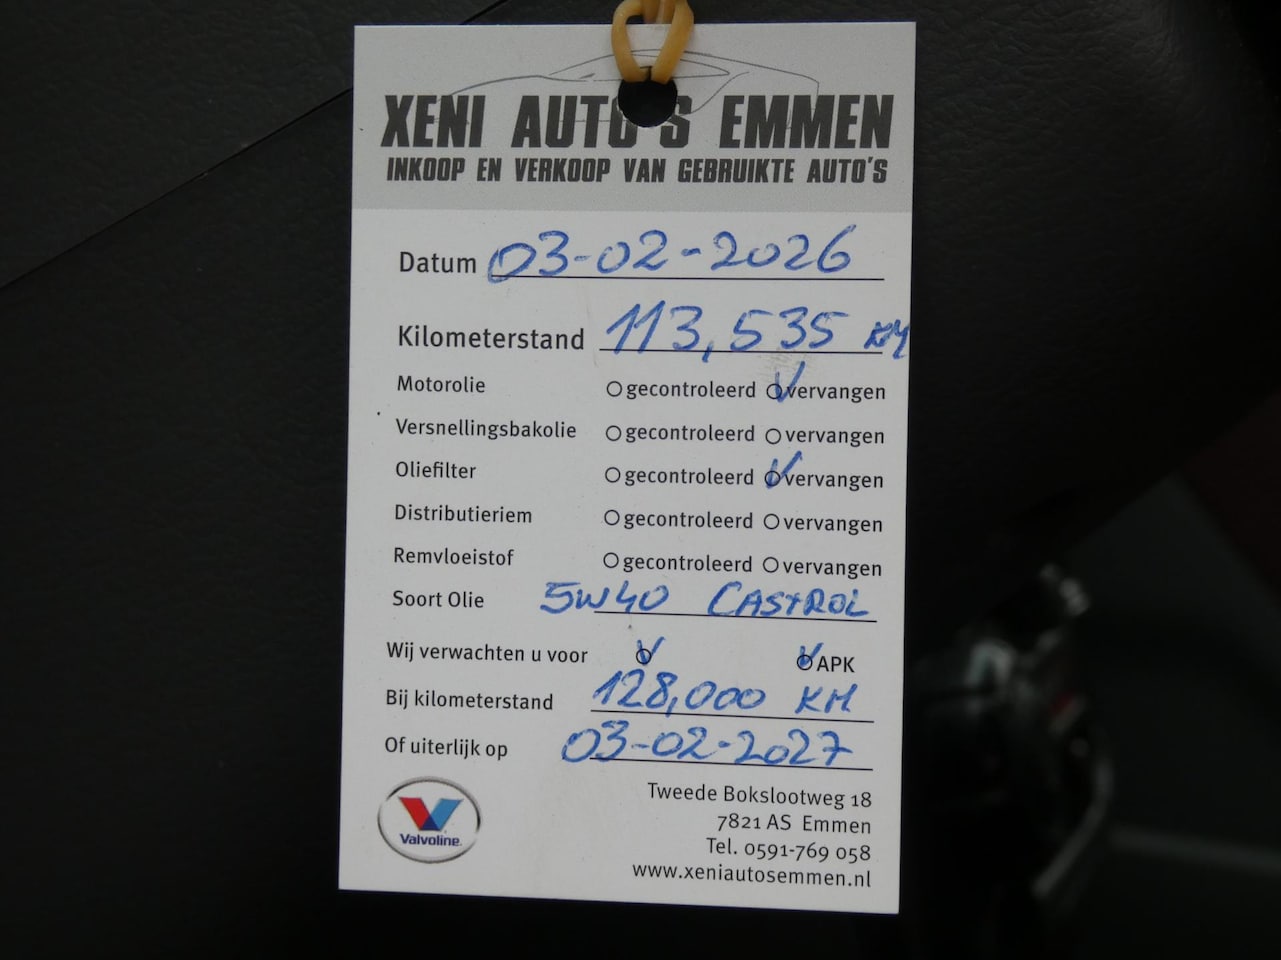 XENI AUTO'S EMMEN
INKOOP EN VERKOOP VAN GEBRUIKTE AUTO'S
Datum 03-02-2026
Kilometerstand 113,535 KM
Motorolie gecontroleerd vervangen
Versnellingsbakolie gecontroleerd vervangen
Oliefilter gecontroleerd vervangen
Distributieriem gecontroleerd vervangen
Remvloeistof gecontroleerd vervangen
Soort Olie 5W40 CASTROL
Wij verwachten u voor APK
Bij kilometerstand 128,000 KM
Of uiterlijk op 03-02-2027
Valvoline
Tweede Bokslootweg 18
7821 AS Emmen
Tel. 0591-769 058
www.xeniautosemmen.nl